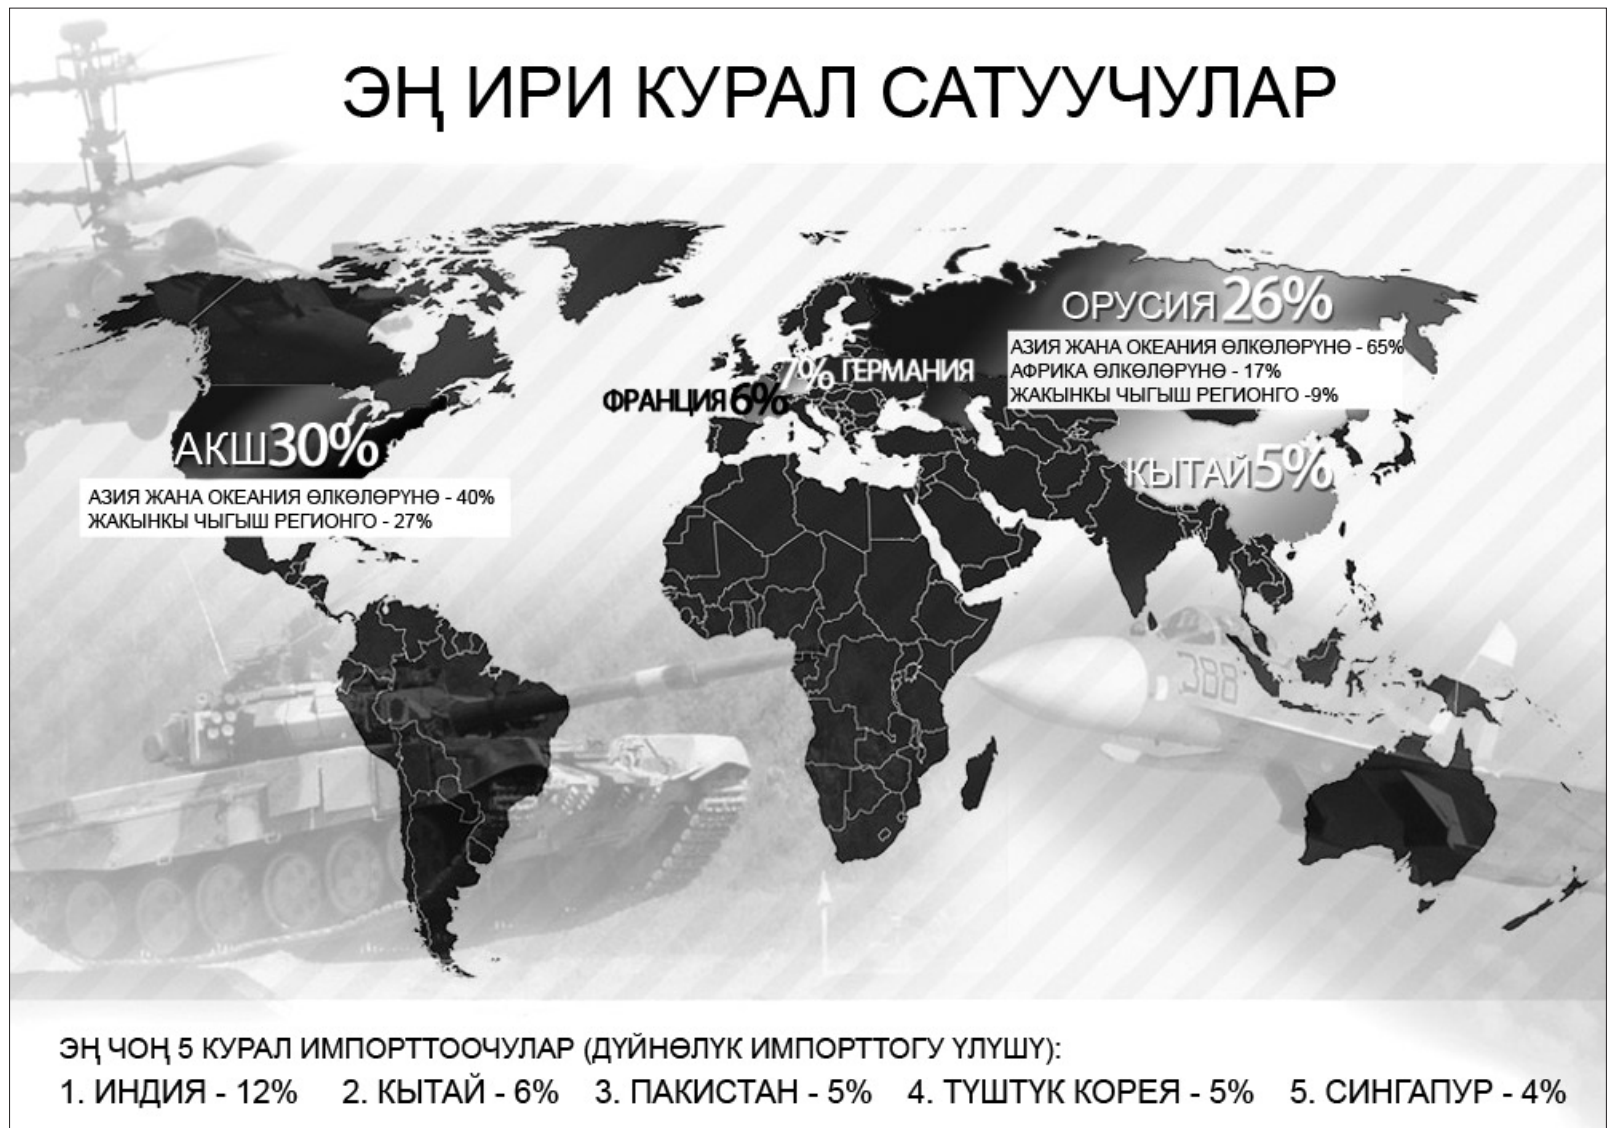 ЭҢ ИРИ КУРАЛ САТУУЧУЛАР
ОРУСИЯ 26%
АЗИЯ ЖАНА ОКЕАНИЯ ӨЛКӨЛӨРҮНӨ - 65%
АФРИКА ӨЛКӨЛӨРҮНӨ - 17%
ЖАКЫНКЫ ЧЫГЫШ РЕГИОНГО -9%
7% ГЕРМАНИЯ
ФРАНЦИЯ 6%
АКШ 30%
АЗИЯ ЖАНА ОКЕАНИЯ ӨЛКӨЛӨРҮНӨ - 40%
ЖАКЫНКЫ ЧЫГЫШ РЕГИОНГО - 27%
КЫТАЙ 5%
388
ЭҢ ЧОҢ 5 КУРАЛ ИМПОРТТООЧУЛАР (ДҮЙНӨЛҮК ИМПОРТТОГУ ҮЛҮШҮ):
1. ИНДИЯ - 12% 2. КЫТАЙ - 6% 3. ПАКИСТАН - 5% 4. ТҮШТҮК КОРЕЯ - 5% 5. СИНГАПУР - 4%